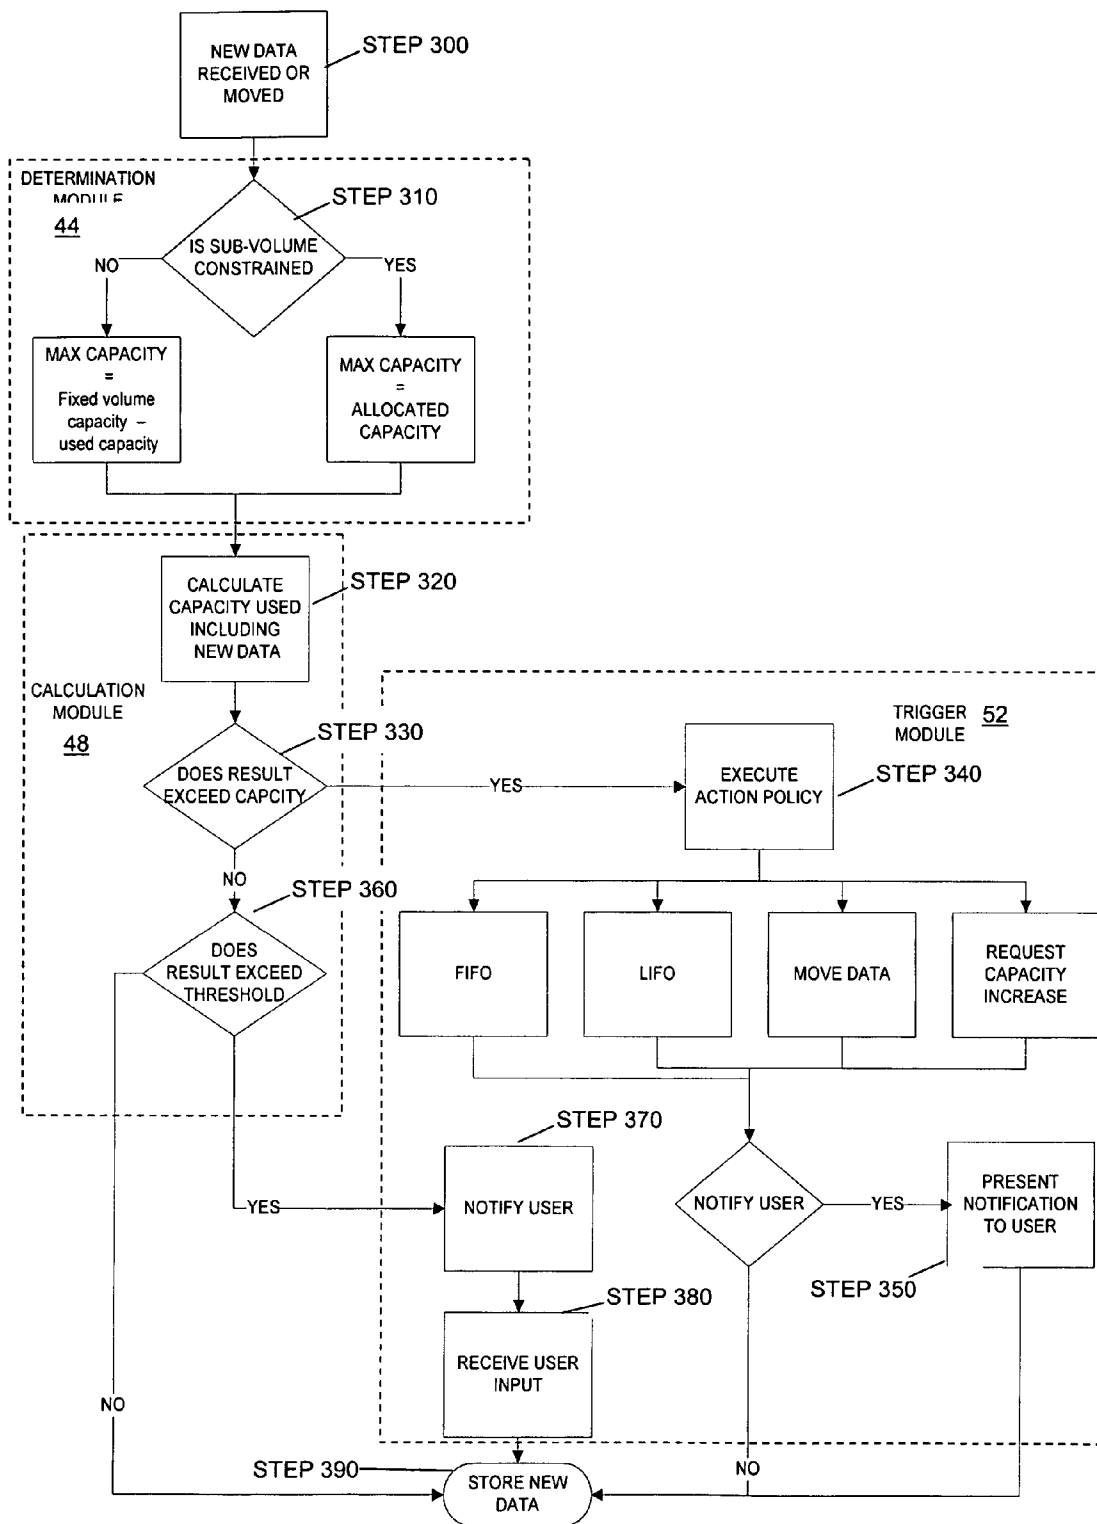 NEW DATA
RECEIVED OR
MOVED
STEP 300
DETERMINATION
MODULE
44
STEP 310
IS SUB-VOLUME
CONSTRAINED
NO
YES
MAX CAPACITY
=
Fixed volume
capacity –
used capacity
MAX CAPACITY
=
ALLOCATED
CAPACITY
CALCULATE
CAPACITY USED
INCLUDING
NEW DATA
STEP 320
CALCULATION
MODULE
48
STEP 330
DOES RESULT
EXCEED CAPCITY
YES
NO
TRIGGER
MODULE
52
EXECUTE
ACTION POLICY
STEP 340
STEP 360
DOES
RESULT EXCEED
THRESHOLD
FIFO
LIFO
MOVE DATA
REQUEST
CAPACITY
INCREASE
STEP 370
YES
NOTIFY USER
NOTIFY USER
YES
PRESENT
NOTIFICATION
TO USER
STEP 350
STEP 380
RECEIVE USER
INPUT
NO
NO
STEP 390
STORE NEW
DATA